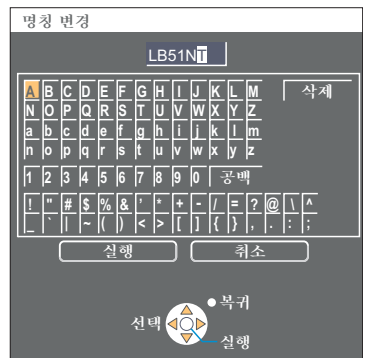 명칭 변경
LB51NT
A B C D E F G H I J K L M 삭제
N O P Q R S T U V W X Y Z
a b c d e f g h i j k l m
n o p q r s t u v w x y z
1 2 3 4 5 6 7 8 9 0 공백
! " # $ % & ' * + - / = ? @ \ ^
_ ` | ~ ( ) < > [ ] { } , . : ;
실행 취소
복귀
선택
실행